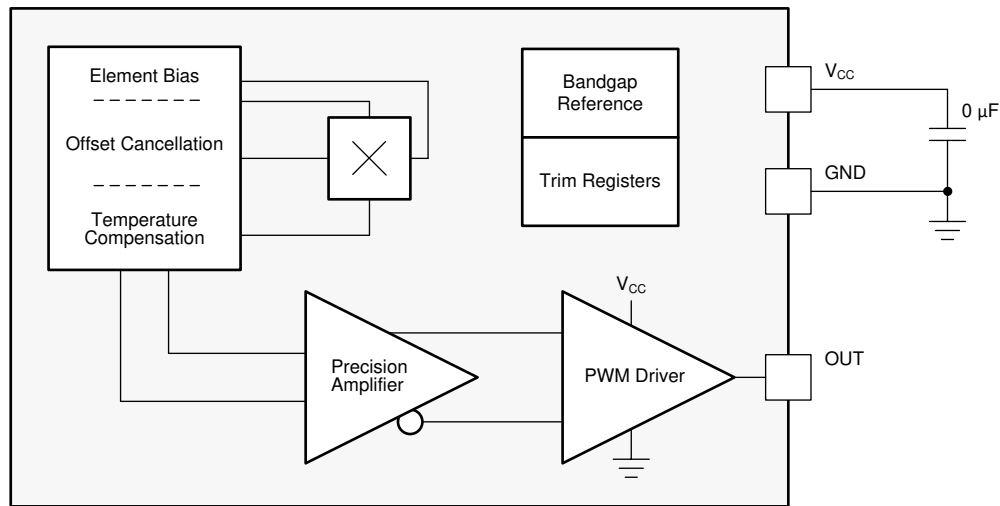 Element Bias
Offset Cancellation
Temperature
Compensation
Bandgap
Reference
Trim Registers
VCC
0 µF
GND
Precision
Amplifier
VCC
PWM Driver
OUT